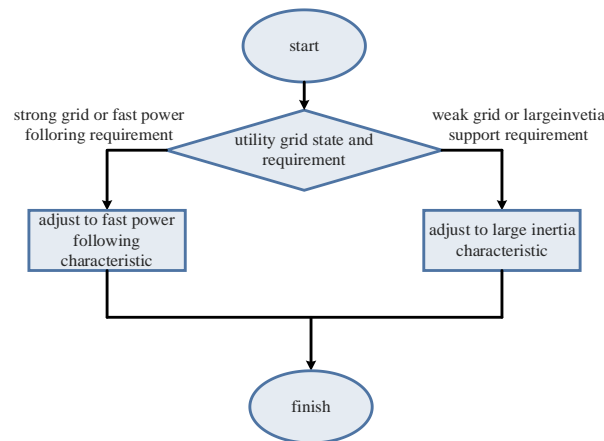 start
strong grid or fast power
folloring requirement
weak grid or largeinvetia
support requirement
utility grid state and
requirement
adjust to fast power
following
characteristic
adjust to large inertia
characteristic
finish